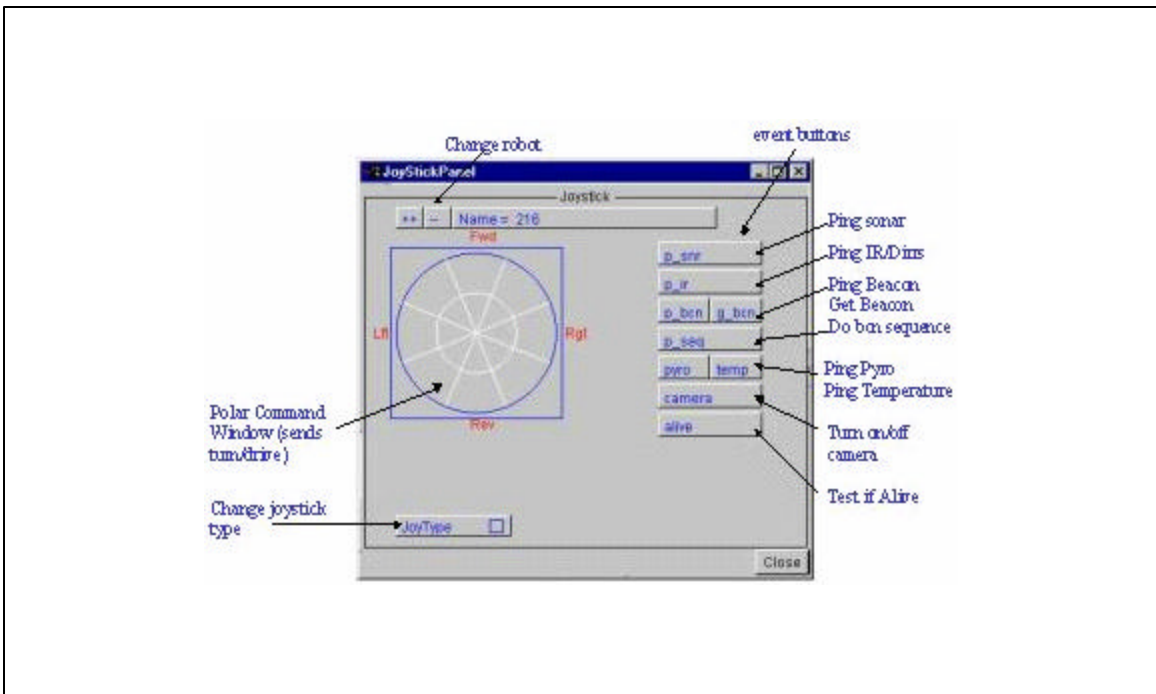 Change robot
event buttons
JoyStickPanel
Joystick
++ -- Name = 216
Fwd
Lft
Rgt
Rev
p_snr
p_ir
p_bcn g_bcn
p_seq
pyro temp
camera
alive
Ping sonar
Ping IR/Dirrs
Ping Beacon
Get Beacon
Do bcn sequence
Ping Pyro
Ping Temperature
Turn on/off
camera
Test if Alive
Polar Command
Window (sends
turn/drive)
Change joystick
type
JoyType
Close